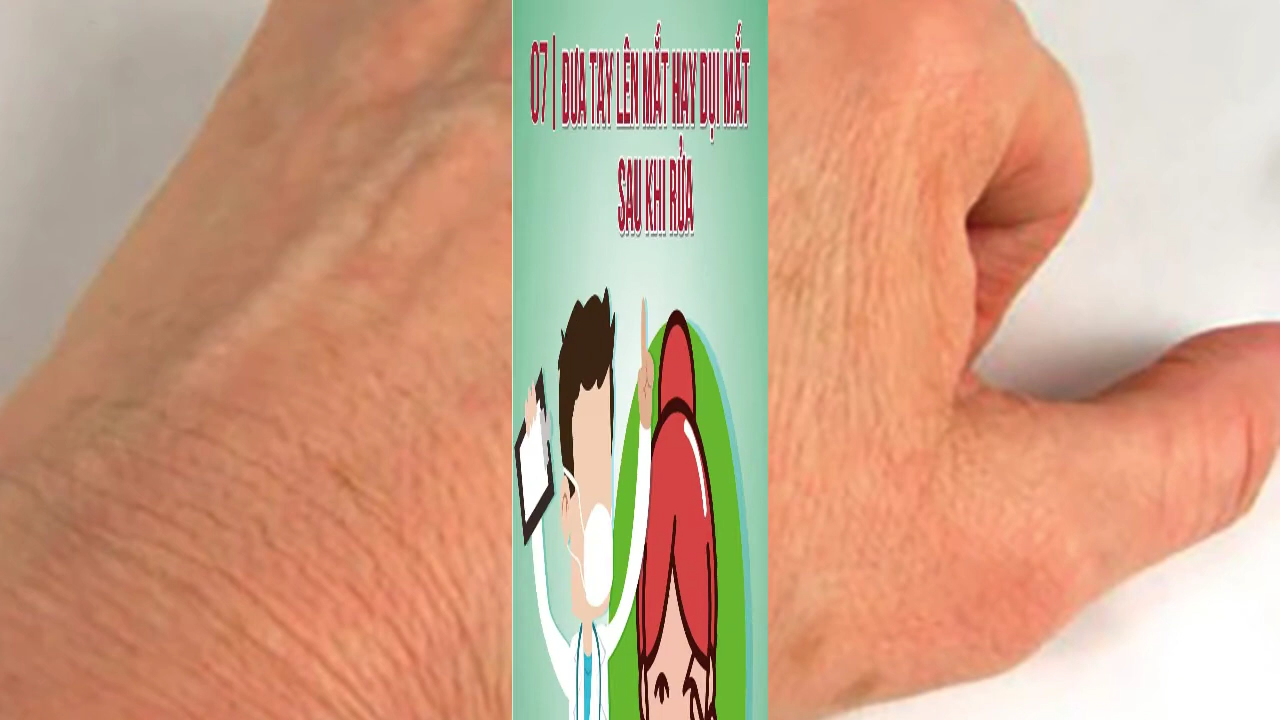 07 | ĐƯA TAY LÊN MẮT HAY DỤI MẮT
SAU KHI RỬA